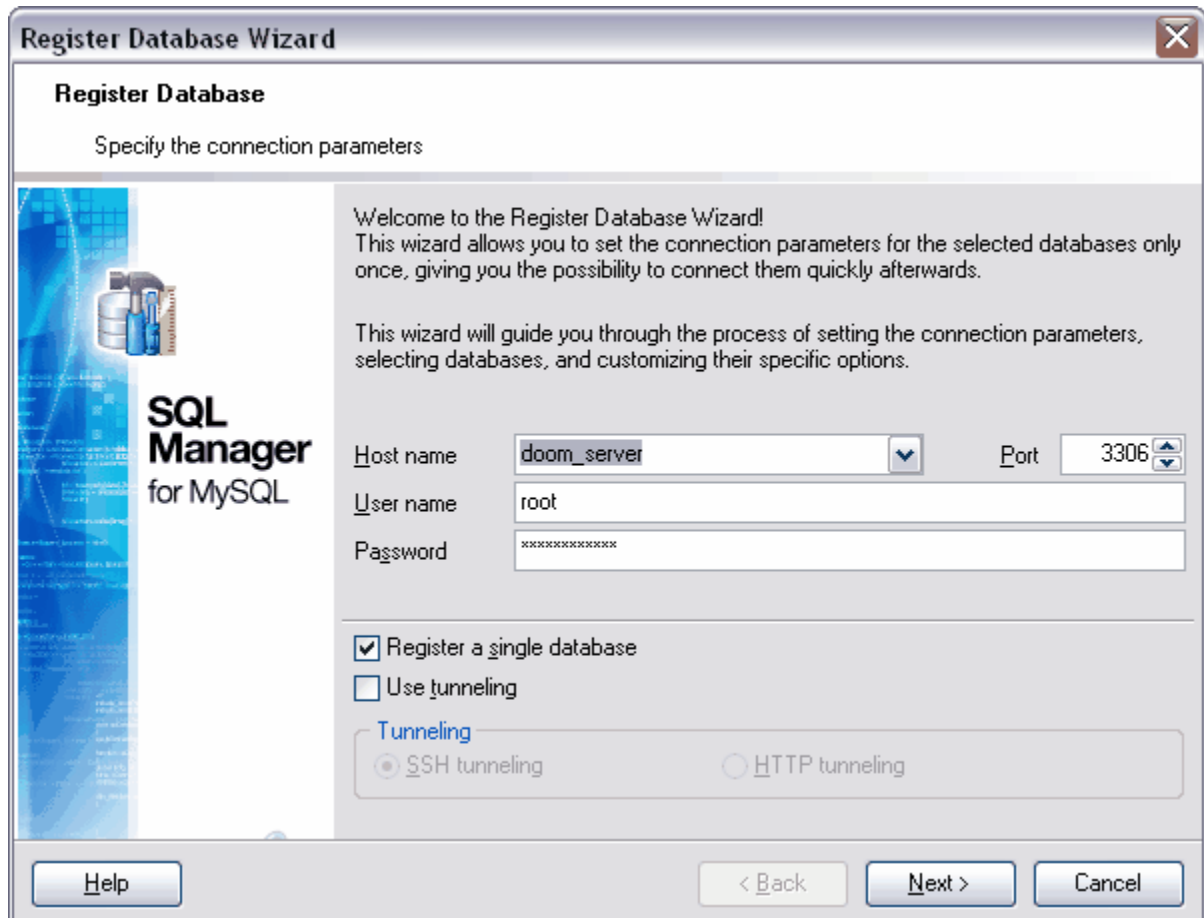 Register Database Wizard
Register Database
Specify the connection parameters
Welcome to the Register Database Wizard!
This wizard allows you to set the connection parameters for the selected databases only
once, giving you the possibility to connect them quickly afterwards.
This wizard will guide you through the process of setting the connection parameters,
selecting databases, and customizing their specific options.
SQL
Manager
for MySQL
Host name doom_server Port 3306
User name root
Password ××××××××××××
Register a single database
Use tunneling
Tunneling
SSH tunneling HTTP tunneling
Help < Back Next > Cancel